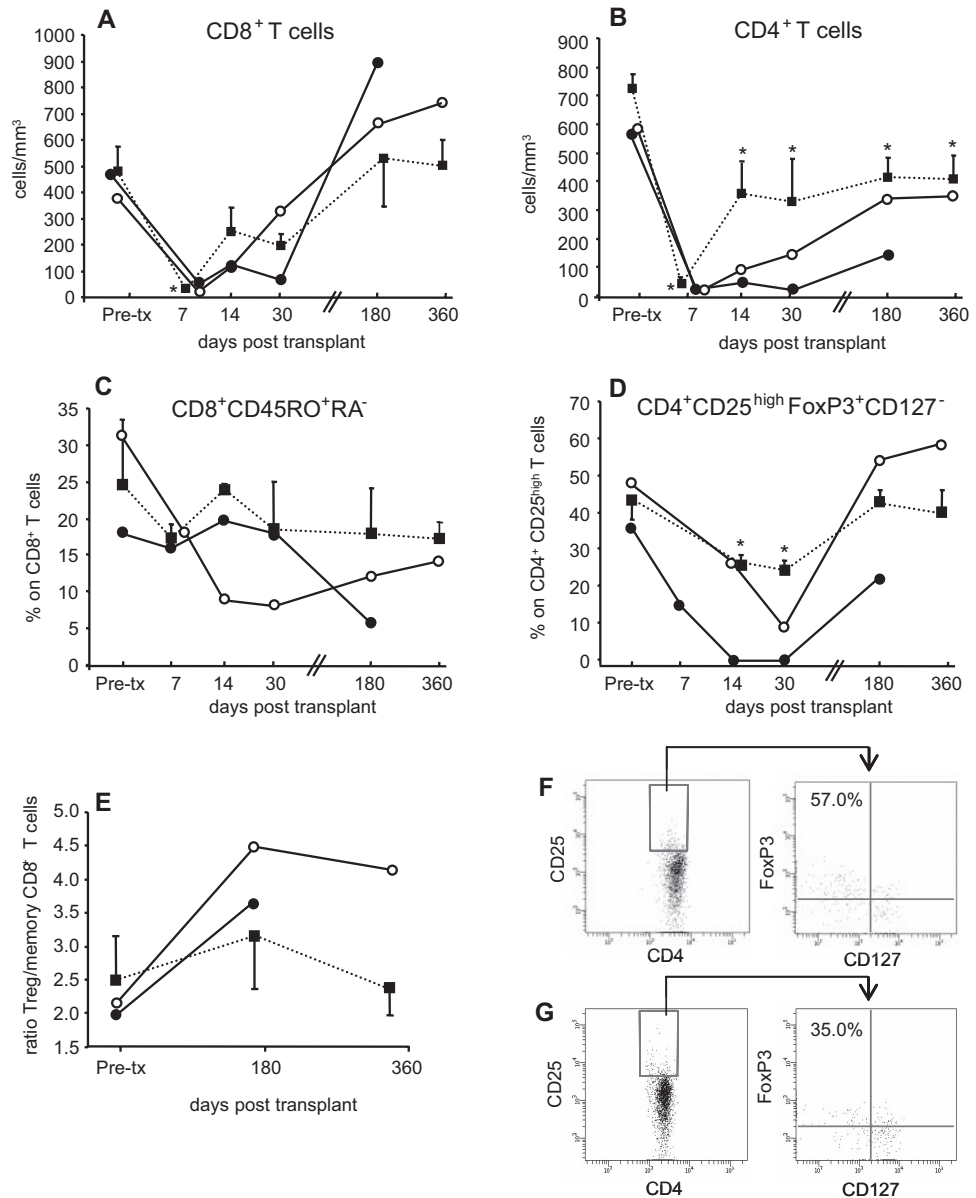 A
CD8+ T cells
1000
900
800
700
600
500
400
300
200
100
0
cells/mm3
*
Pre-tx 7 14 30 180 360
days post transplant
B
CD4+ T cells
900
800
700
600
500
400
300
200
100
0
cells/mm3
* * * * *
Pre-tx 7 14 30 180 360
days post transplant
C
CD8+CD45RO+RA-
35
30
25
20
15
10
5
0
% on CD8+ T cells
Pre-tx 7 14 30 180 360
days post transplant
D
CD4+CD25high FoxP3+CD127-
70
60
50
40
30
20
10
0
% on CD4+ CD25high T cells
* *
Pre-tx 7 14 30 180 360
days post transplant
E
5.0
4.5
4.0
3.5
3.0
2.5
2.0
1.5
ratio Treg/memory CD8+ T cells
Pre-tx 180 360
days post transplant
F
CD25
CD4
57.0%
FoxP3
CD127
G
CD25
CD4
35.0%
FoxP3
CD127